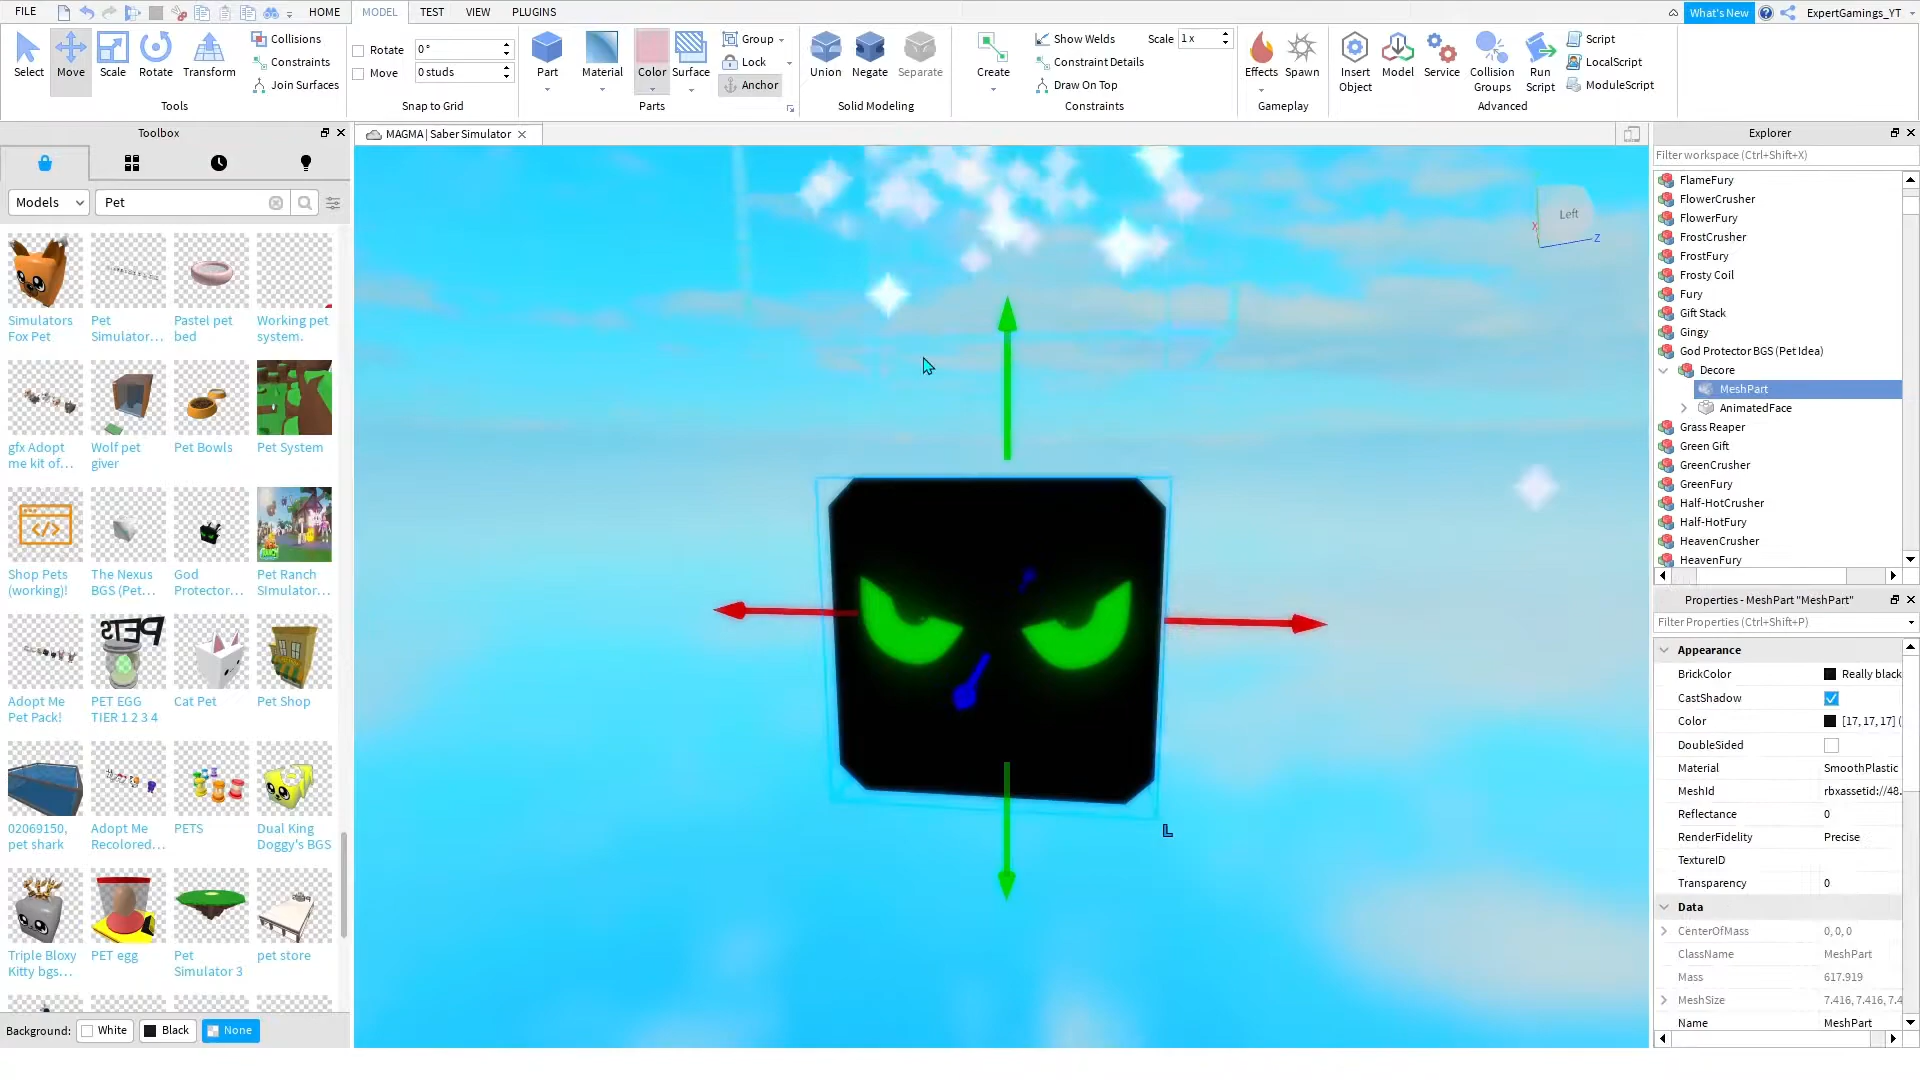 FILE HOME MODEL TEST VIEW PLUGINS What's New ExpertGamings_YT
Select Move Scale Rotate Transform
Collisions
Constraints
Join Surfaces
Tools
Rotate 0 °
Move 0 studs
Snap to Grid
Part Material Color Surface
Group
Lock
Anchor
Parts
Union Negate Separate
Solid Modeling
Create
Show Welds
Constraint Details
Draw On Top
Scale 1 x
Constraints
Effects Spawn
Gameplay
Insert Object
Model
Service
Collision Groups
Run Script
Script
LocalScript
ModuleScript
Advanced
Toolbox
MAGMA | Saber Simulator
Models Pet
Simulators Fox Pet
Pet Simulator...
Pastel pet bed
Working pet system.
gfx Adopt me kit of...
Wolf pet giver
Pet Bowls
Pet System
Shop Pets (working)!
The Nexus BGS (Pet...
God Protector...
Pet Ranch SImulator...
PETS
Adopt Me Pet Pack!
PET EGG TIER 1 2 3 4
Cat Pet
Pet Shop
02069150, pet shark
Adopt Me Recolored...
PETS
Dual King Doggy's BGS
Triple Bloxy Kitty bgs...
PET egg
Pet Simulator 3
pet store
Background: White Black None
Left
X
Z
L
Explorer
Filter workspace (Ctrl+Shift+X)
FlameFury
FlowerCrusher
FlowerFury
FrostCrusher
FrostFury
Frosty Coil
Fury
Gift Stack
Gingy
God Protector BGS (Pet Idea)
Decore
MeshPart
AnimatedFace
Grass Reaper
Green Gift
GreenCrusher
GreenFury
Half-HotCrusher
Half-HotFury
HeavenCrusher
HeavenFury
Properties - MeshPart "MeshPart"
Filter Properties (Ctrl+Shift+P)
Appearance
BrickColor Really black
CastShadow
Color [17, 17, 17] (
DoubleSided
Material SmoothPlastic
MeshId rbxassetid://48.
Reflectance 0
RenderFidelity Precise
TextureID
Transparency 0
Data
CenterOfMass 0, 0, 0
ClassName MeshPart
Mass 617.919
MeshSize 7.416, 7.416, 7.4
Name MeshPart